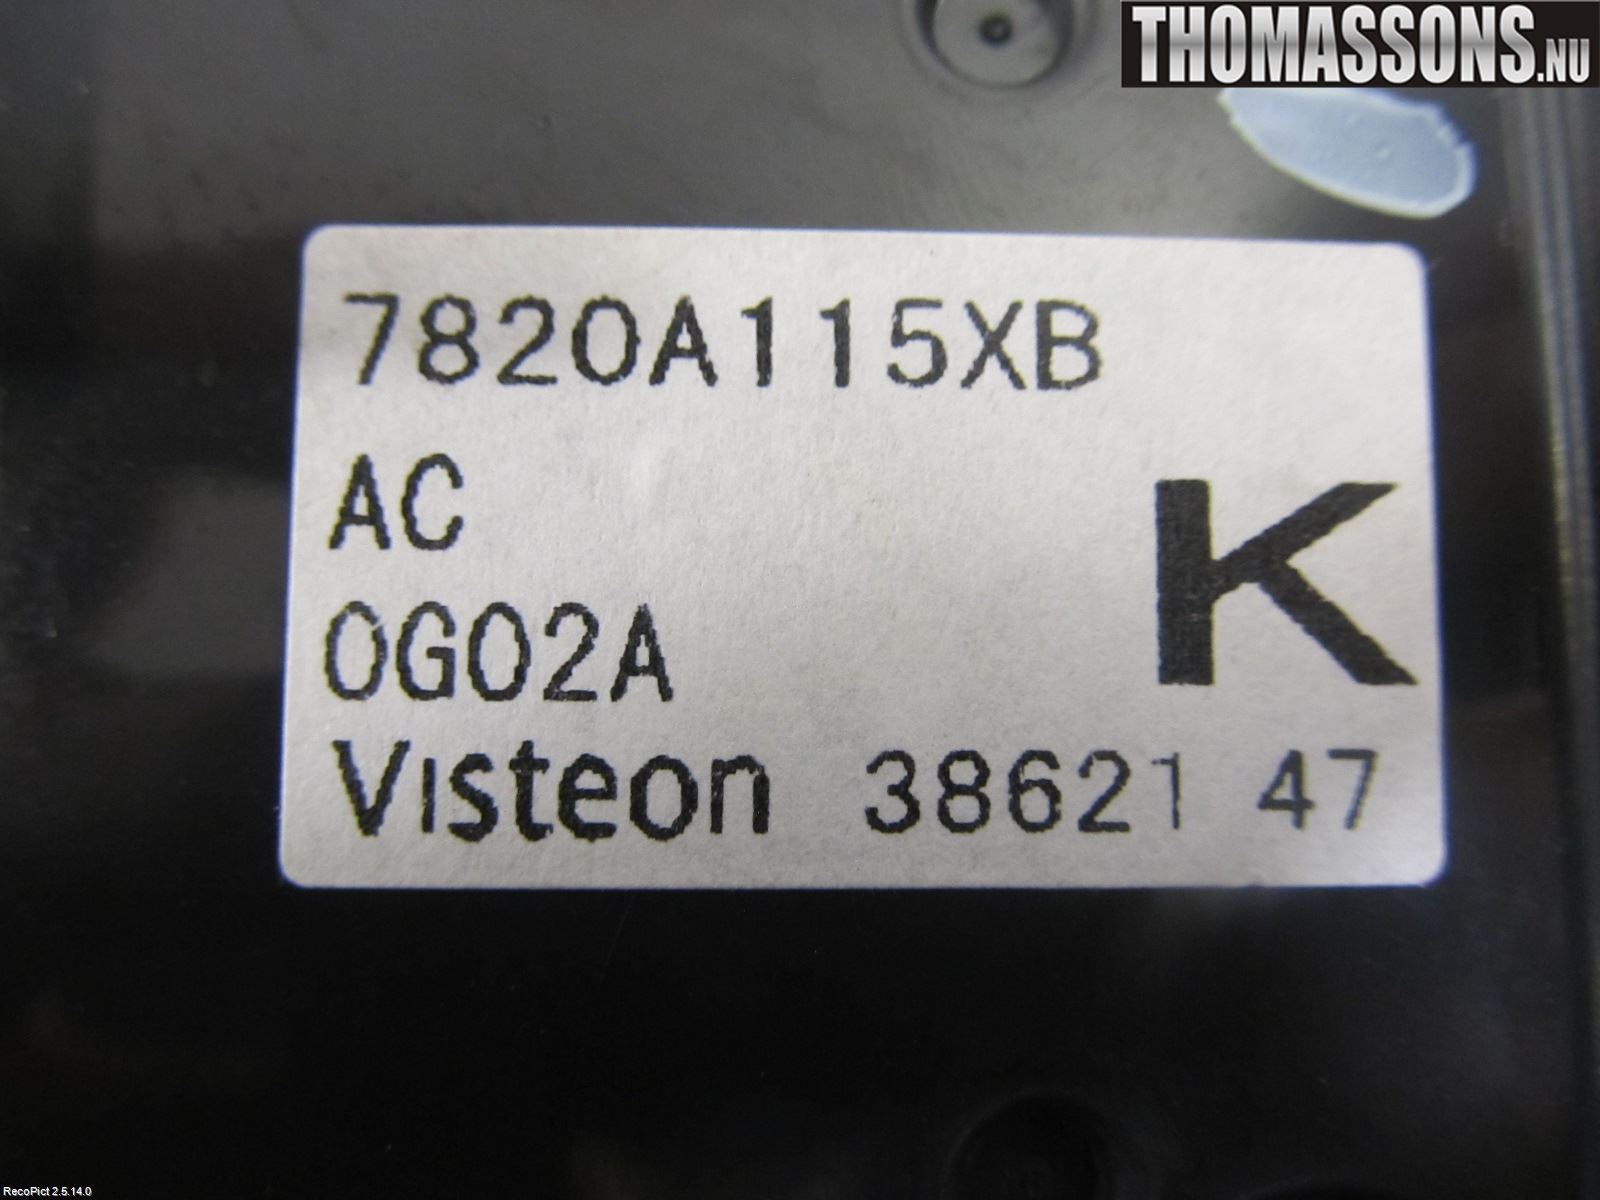 THOMASSONS.NU
7820A115XB
AC
K
0G02A
Visteon 38621 47
RecoPict 2.5.14.0